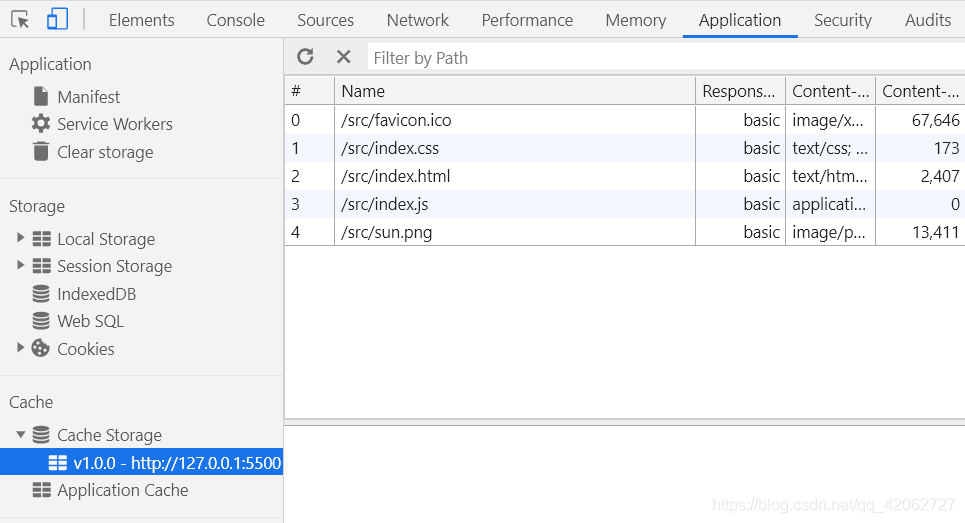 Elements Console Sources Network Performance Memory Application Security Audits
Application
Manifest
Service Workers
Clear storage
Storage
Local Storage
Session Storage
IndexedDB
Web SQL
Cookies
Cache
Cache Storage
v1.0.0 - http://127.0.0.1:5500
Application Cache
Filter by Path
# Name Respons... Content-... Content-...
0 /src/favicon.ico basic image/x... 67,646
1 /src/index.css basic text/css; ... 173
2 /src/index.html basic text/htm... 2,407
3 /src/index.js basic applicati... 0
4 /src/sun.png basic image/p... 13,411
https://blog.csdn.net/qq_42062727